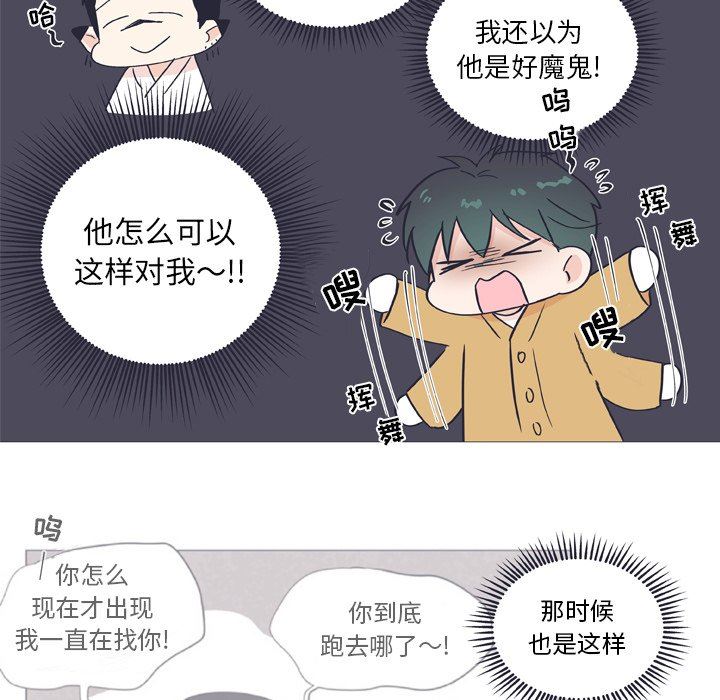 哈
我还以为
他是好魔鬼!
呜
呜
他怎么可以
这样对我～!!
挥
舞
嗖
嗖
挥
舞
呜
你怎么
现在才出现
我一直在找你!
你到底
跑去哪了～!
那时候
也是这样